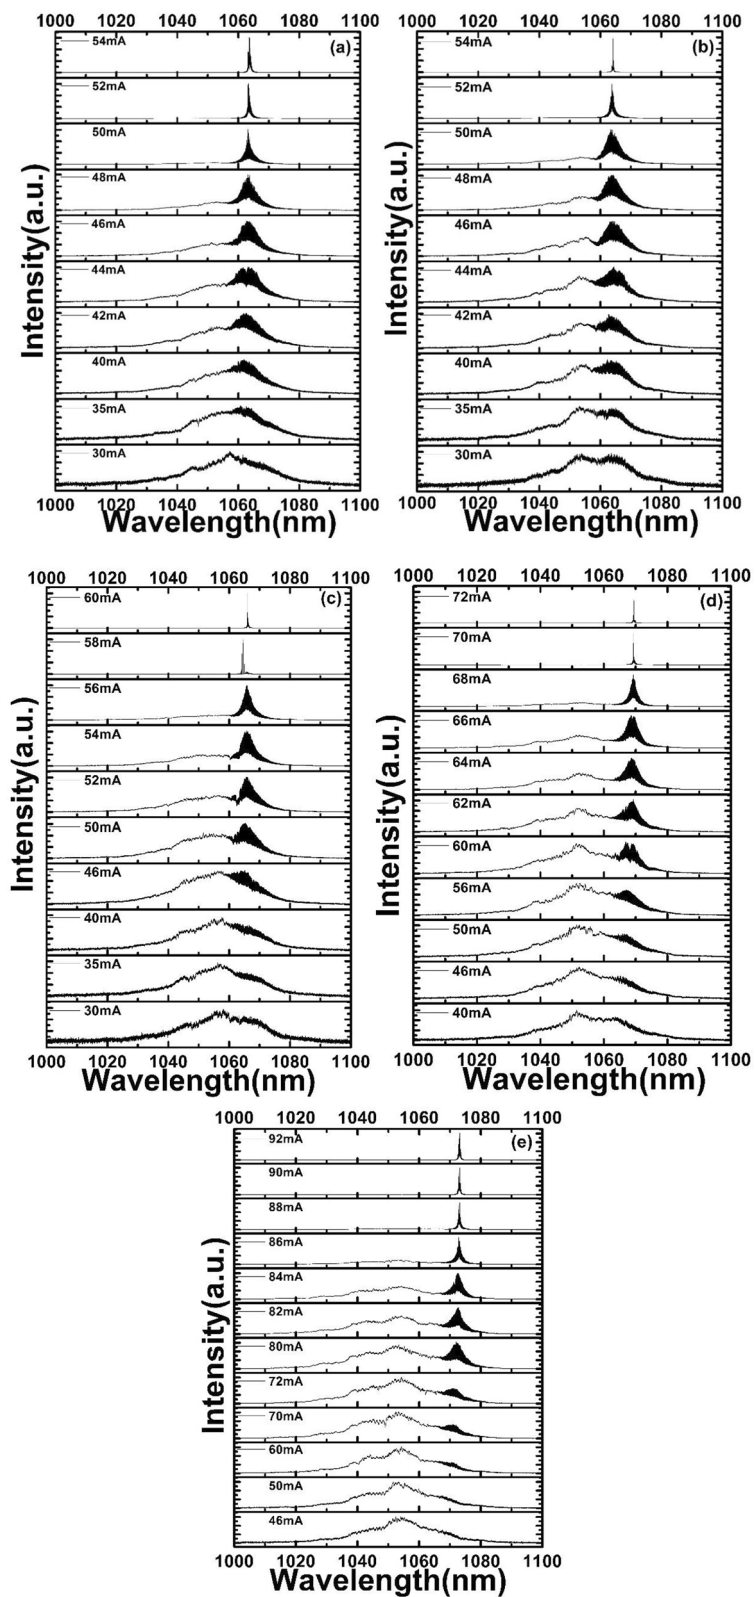 1000 1020 1040 1060 1080 1100
(a)
54mA
52mA
50mA
48mA
46mA
44mA
42mA
40mA
35mA
30mA
Intensity(a.u.)
1000 1020 1040 1060 1080 1100
Wavelength(nm)
1000 1020 1040 1060 1080 1100
(b)
54mA
52mA
50mA
48mA
46mA
44mA
42mA
40mA
35mA
30mA
Intensity(a.u.)
1000 1020 1040 1060 1080 1100
Wavelength(nm)
1000 1020 1040 1060 1080 1100
(c)
60mA
58mA
56mA
54mA
52mA
50mA
46mA
40mA
35mA
30mA
Intensity(a.u.)
1000 1020 1040 1060 1080 1100
Wavelength(nm)
1000 1020 1040 1060 1080 1100
(d)
72mA
70mA
68mA
66mA
64mA
62mA
60mA
56mA
50mA
46mA
40mA
Intensity(a.u.)
1000 1020 1040 1060 1080 1100
Wavelength(nm)
1000 1020 1040 1060 1080 1100
(e)
92mA
90mA
88mA
86mA
84mA
82mA
80mA
72mA
70mA
60mA
50mA
46mA
Intensity(a.u.)
1000 1020 1040 1060 1080 1100
Wavelength(nm)